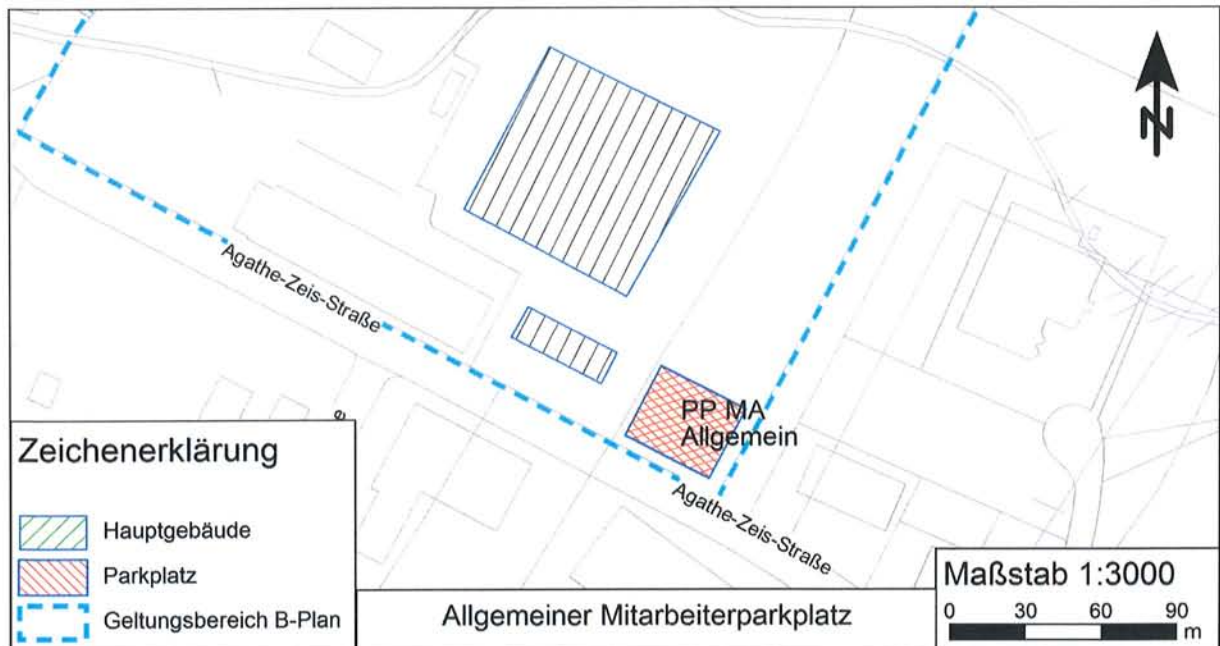 N
Agathe-Zeis-Straße
PP MA
Allgemein
e
Agathe-Zeis-Straße
Zeichenerklärung
Hauptgebäude
Parkplatz
Geltungsbereich B-Plan
Allgemeiner Mitarbeiterparkplatz
Maßstab 1:3000
0 30 60 90
m